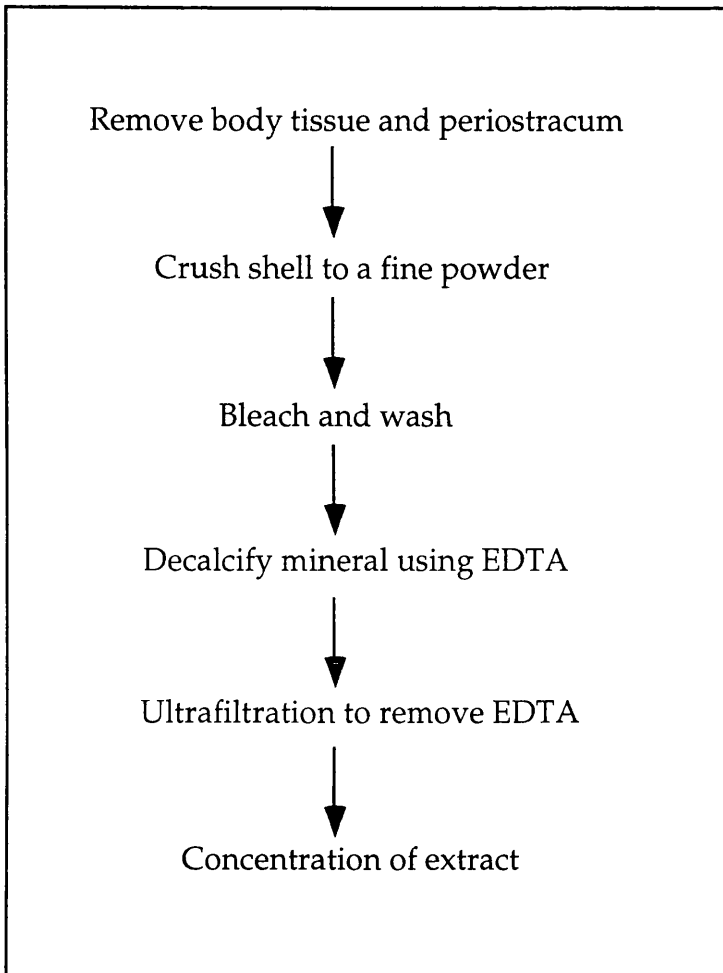 Remove body tissue and periostracum
Crush shell to a fine powder
Bleach and wash
Decalcify mineral using EDTA
Ultrafiltration to remove EDTA
Concentration of extract